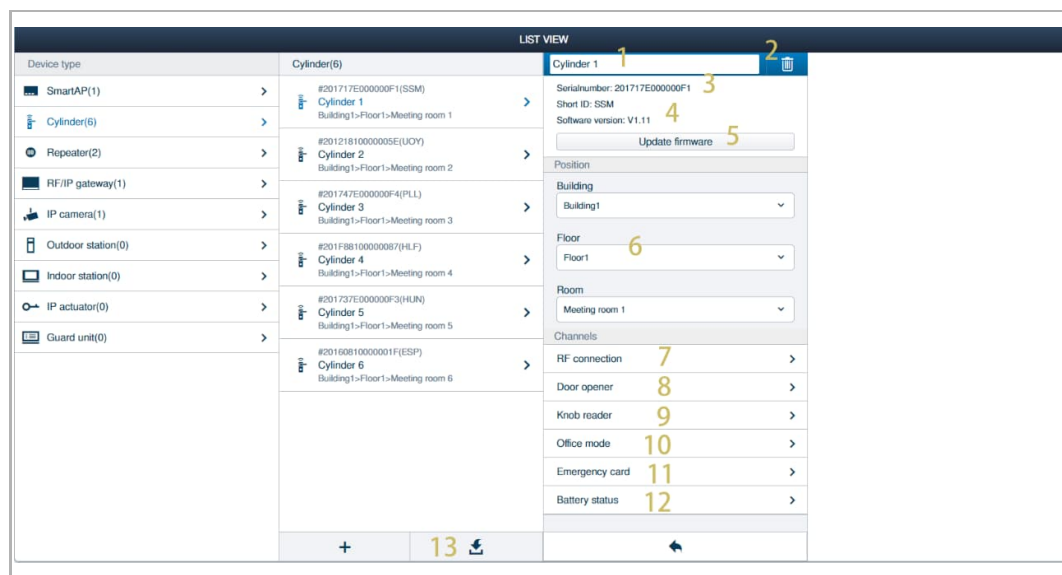 LIST VIEW
Device type
SmartAP(1)
Cylinder(6)
Repeater(2)
RF/IP gateway(1)
IP camera(1)
Outdoor station(0)
Indoor station(0)
IP actuator(0)
Guard unit(0)
Cylinder(6)
#201717E000000F1(SSM)
Cylinder 1
Building1>Floor1>Meeting room 1
#20121810000005E(UOY)
Cylinder 2
Building1>Floor1>Meeting room 2
#201747E000000F4(PLL)
Cylinder 3
Building1>Floor1>Meeting room 3
#201F88100000087(HLF)
Cylinder 4
Building1>Floor1>Meeting room 4
#201737E000000F3(HUN)
Cylinder 5
Building1>Floor1>Meeting room 5
#20160810000001F(ESP)
Cylinder 6
Building1>Floor1>Meeting room 6
13
Cylinder 1 1 2
Serialnumber: 201717E000000F1 3
Short ID: SSM
Software version: V1.11 4
Update firmware 5
Position
Building
Building1
Floor
Floor1 6
Room
Meeting room 1
Channels
RF connection 7
Door opener 8
Knob reader 9
Office mode 10
Emergency card 11
Battery status 12